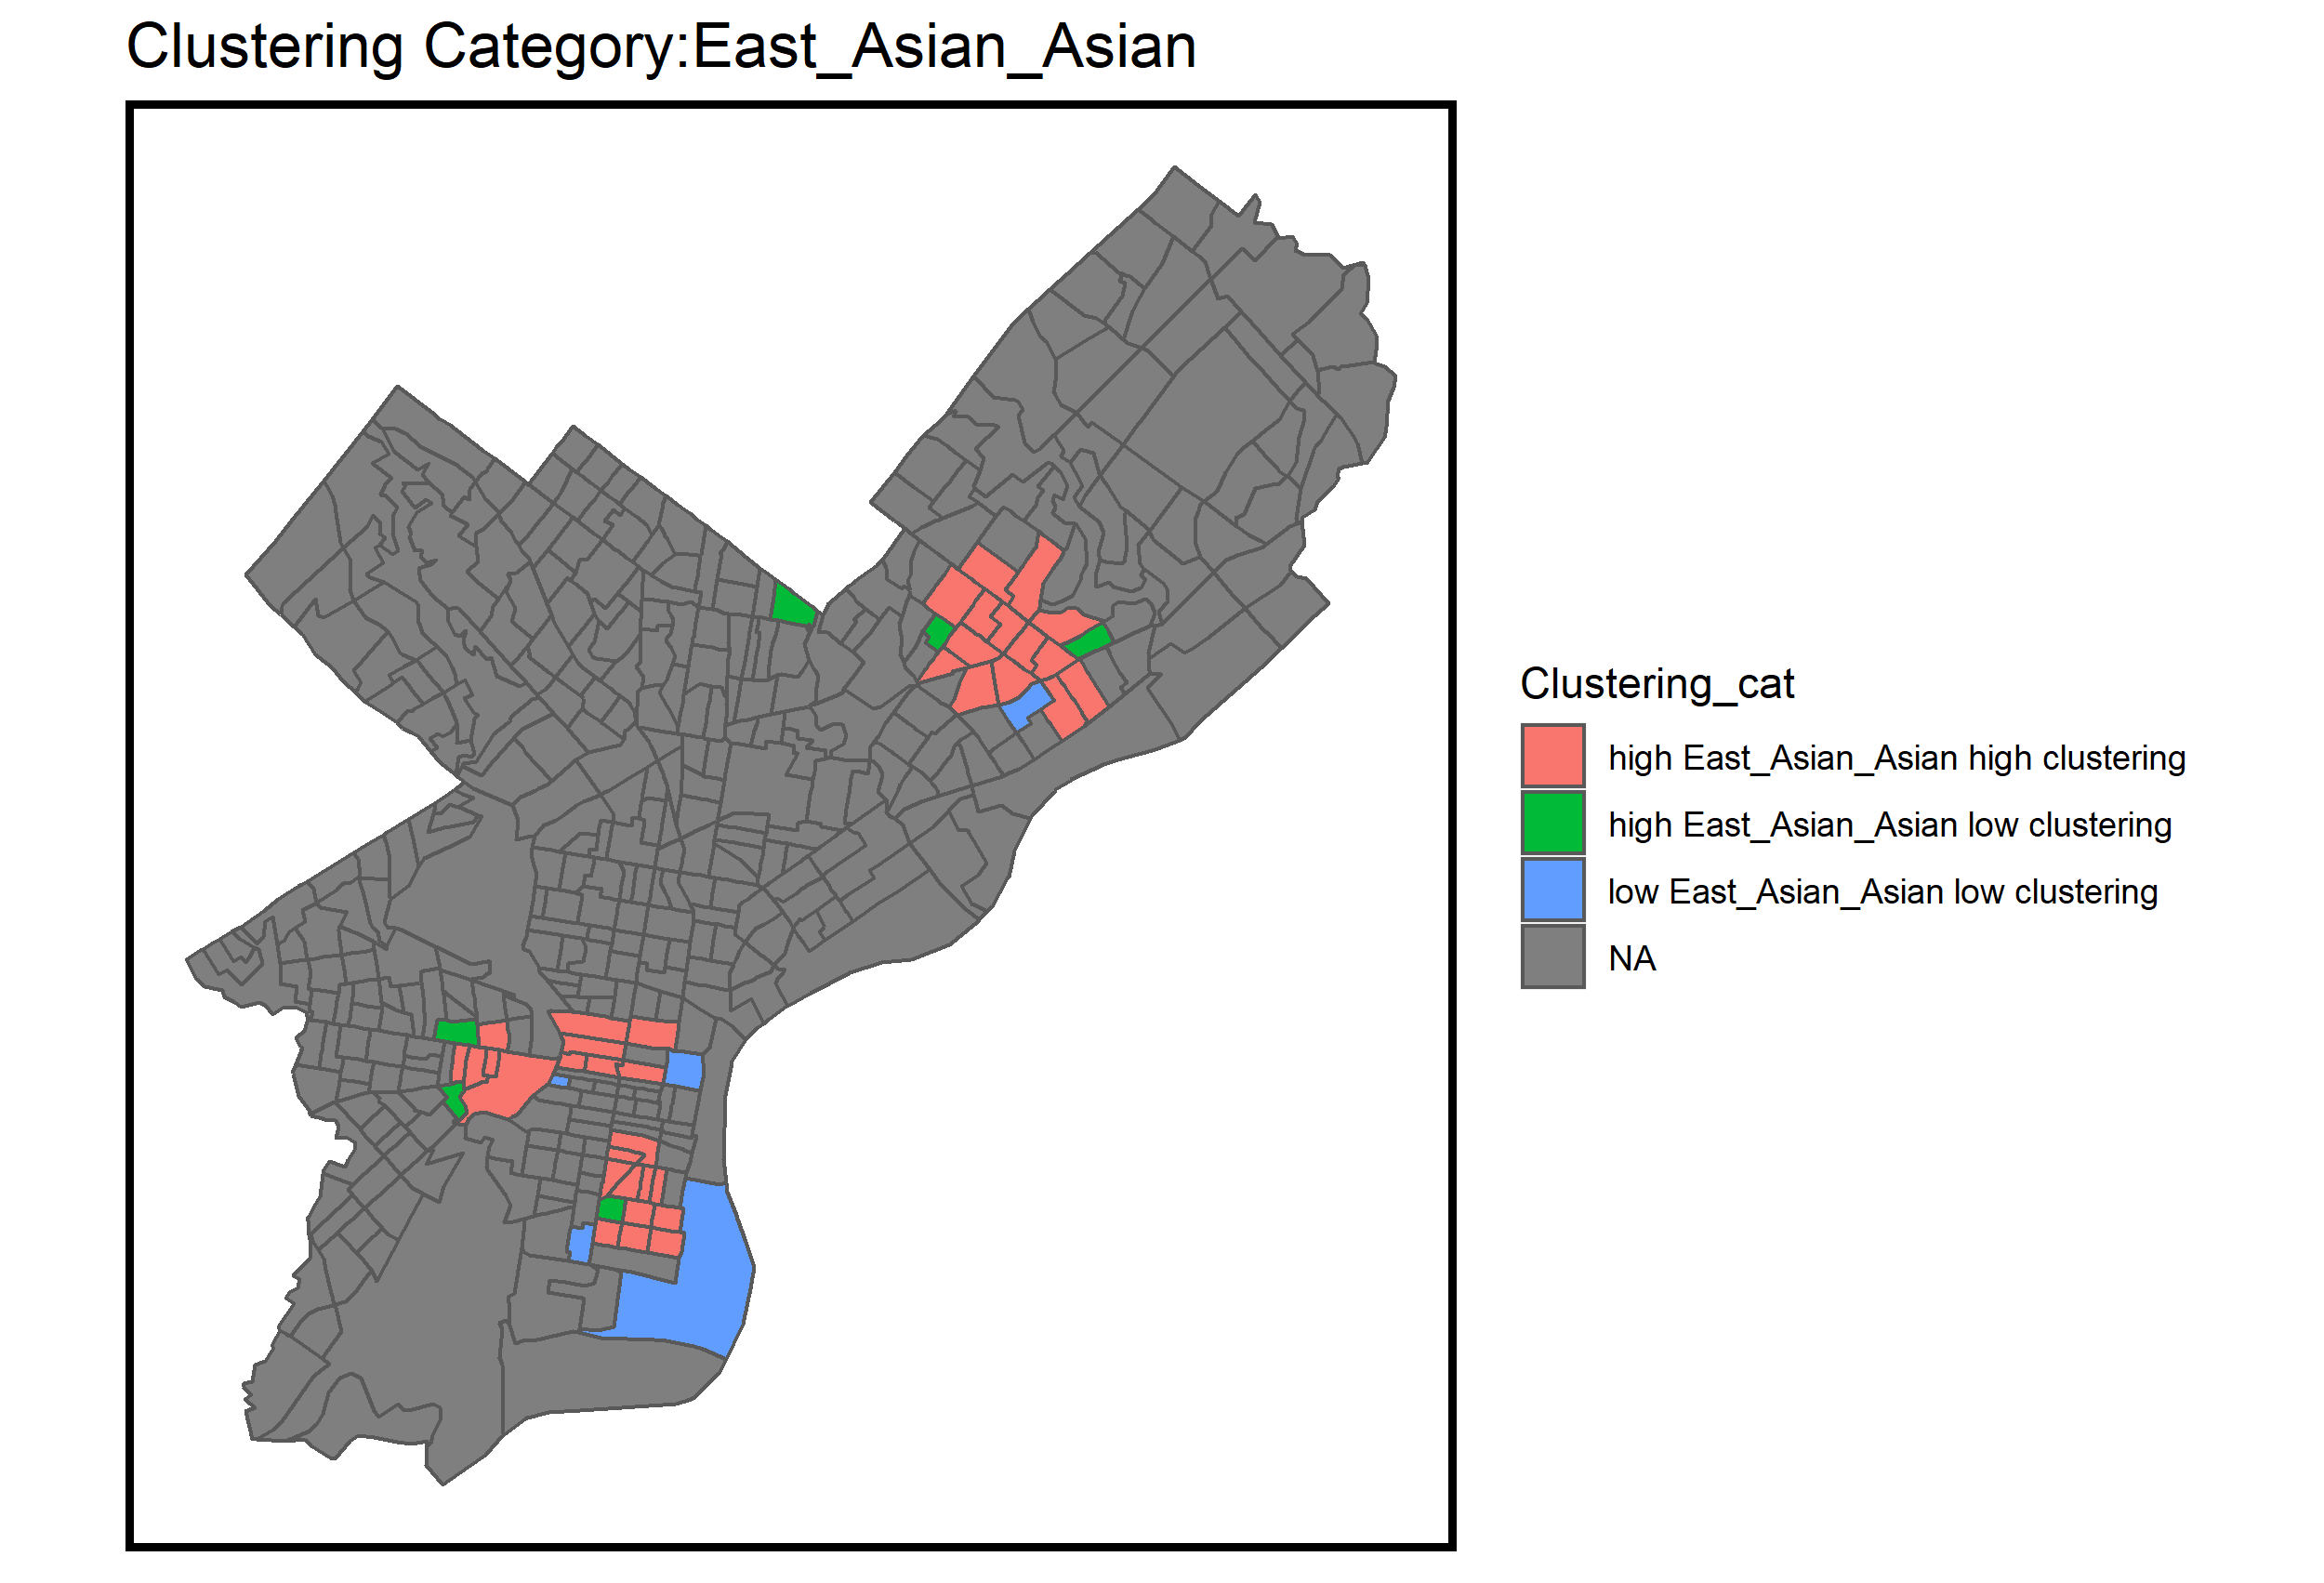 Clustering Category:East_Asian_Asian
Clustering_cat
high East_Asian_Asian high clustering
high East_Asian_Asian low clustering
low East_Asian_Asian low clustering
NA